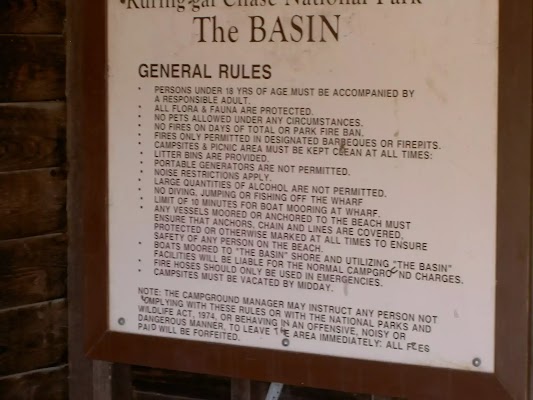 Kuring-gai Chase National Park
The BASIN
GENERAL RULES
• PERSONS UNDER 18 YRS OF AGE MUST BE ACCOMPANIED BY
A RESPONSIBLE ADULT.
• ALL FLORA & FAUNA ARE PROTECTED.
• NO PETS ALLOWED UNDER ANY CIRCUMSTANCES.
• NO FIRES ON DAYS OF TOTAL OR PARK FIRE BAN.
• FIRES ONLY PERMITTED IN DESIGNATED BARBEQUES OR FIREPITS.
• CAMPSITES & PICNIC AREA MUST BE KEPT CLEAN AT ALL TIMES:
LITTER BINS ARE PROVIDED.
• PORTABLE GENERATORS ARE NOT PERMITTED.
• NOISE RESTRICTIONS APPLY.
• LARGE QUANTITIES OF ALCOHOL ARE NOT PERMITTED.
• NO DIVING, JUMPING OR FISHING OFF THE WHARF
• LIMIT OF 10 MINUTES FOR BOAT MOORING AT WHARF.
• ANY VESSELS MOORED OR ANCHORED TO THE BEACH MUST
ENSURE THAT ANCHORS, CHAIN AND LINES ARE COVERED,
PROTECTED OR OTHERWISE MARKED AT ALL TIMES TO ENSURE
SAFETY OF ANY PERSON ON THE BEACH.
• BOATS MOORED TO "THE BASIN" SHORE AND UTILIZING "THE BASIN"
FACILITIES WILL BE LIABLE FOR THE NORMAL CAMPGRO ND CHARGES.
• FIRE HOSES SHOULD ONLY BE USED IN EMERGENCIES.
• CAMPSITES MUST BE VACATED BY MIDDAY.
NOTE: THE CAMPGROUND MANAGER MAY INSTRUCT ANY PERSON NOT
COMPLYING WITH THESE RULES OR WITH THE NATIONAL PARKS AND
WILDLIFE ACT, 1974, OR BEHAVING IN AN OFFENSIVE, NOISY OR
DANGEROUS MANNER, TO LEAVE THE AREA IMMEDIATELY: ALL FEES
PAID WILL BE FORFEITED.